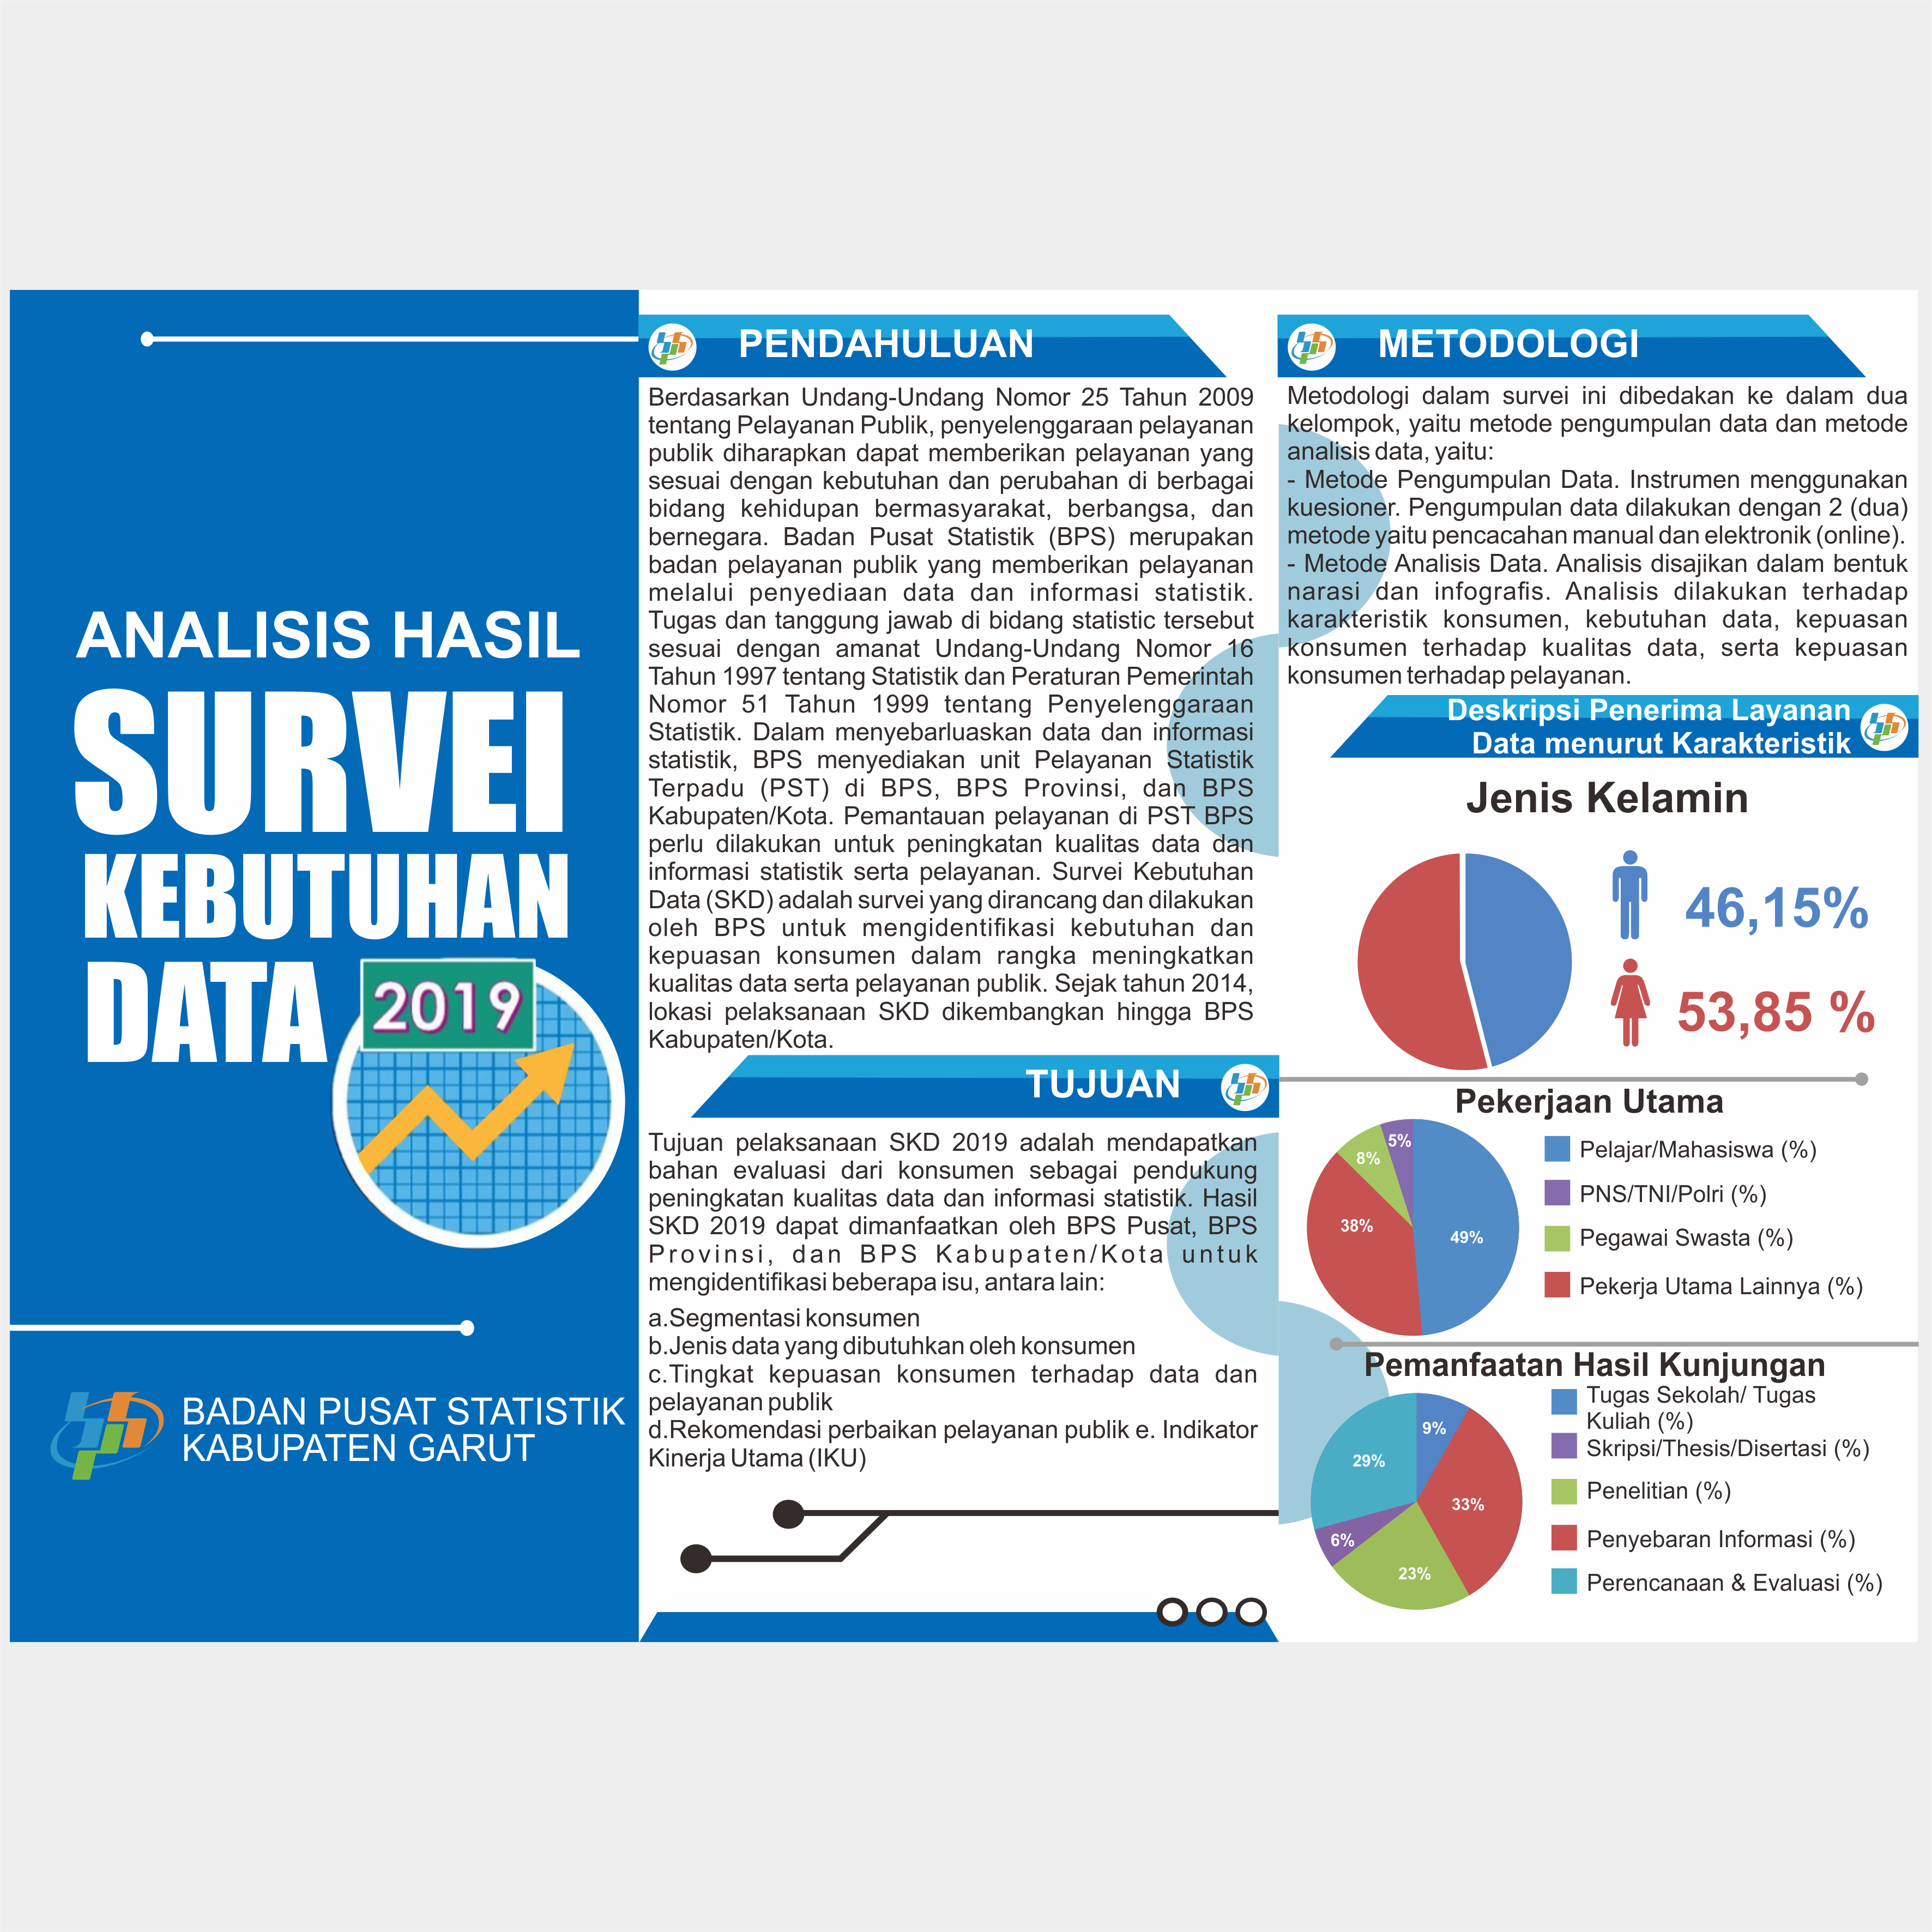 ANALISIS HASIL
SURVEI
KEBUTUHAN
DATA
2019
BADAN PUSAT STATISTIK
KABUPATEN GARUT
PENDAHULUAN
Berdasarkan Undang-Undang Nomor 25 Tahun 2009
tentang Pelayanan Publik, penyelenggaraan pelayanan
publik diharapkan dapat memberikan pelayanan yang
sesuai dengan kebutuhan dan perubahan di berbagai
bidang kehidupan bermasyarakat, berbangsa, dan
bernegara. Badan Pusat Statistik (BPS) merupakan
badan pelayanan publik yang memberikan pelayanan
melalui penyediaan data dan informasi statistik.
Tugas dan tanggung jawab di bidang statistic tersebut
sesuai dengan amanat Undang-Undang Nomor 16
Tahun 1997 tentang Statistik dan Peraturan Pemerintah
Nomor 51 Tahun 1999 tentang Penyelenggaraan
Statistik. Dalam menyebarluaskan data dan informasi
statistik, BPS menyediakan unit Pelayanan Statistik
Terpadu (PST) di BPS, BPS Provinsi, dan BPS
Kabupaten/Kota. Pemantauan pelayanan di PST BPS
perlu dilakukan untuk peningkatan kualitas data dan
informasi statistik serta pelayanan. Survei Kebutuhan
Data (SKD) adalah survei yang dirancang dan dilakukan
oleh BPS untuk mengidentifikasi kebutuhan dan
kepuasan konsumen dalam rangka meningkatkan
kualitas data serta pelayanan publik. Sejak tahun 2014,
lokasi pelaksanaan SKD dikembangkan hingga BPS
Kabupaten/Kota.
TUJUAN
Tujuan pelaksanaan SKD 2019 adalah mendapatkan
bahan evaluasi dari konsumen sebagai pendukung
peningkatan kualitas data dan informasi statistik. Hasil
SKD 2019 dapat dimanfaatkan oleh BPS Pusat, BPS
Provinsi, dan BPS Kabupaten/Kota untuk
mengidentifikasi beberapa isu, antara lain:
a.Segmentasi konsumen
b.Jenis data yang dibutuhkan oleh konsumen
c.Tingkat kepuasan konsumen terhadap data dan
pelayanan publik
d.Rekomendasi perbaikan pelayanan publik e. Indikator
Kinerja Utama (IKU)
METODOLOGI
Metodologi dalam survei ini dibedakan ke dalam dua
kelompok, yaitu metode pengumpulan data dan metode
analisis data, yaitu:
- Metode Pengumpulan Data. Instrumen menggunakan
kuesioner. Pengumpulan data dilakukan dengan 2 (dua)
metode yaitu pencacahan manual dan elektronik (online).
- Metode Analisis Data. Analisis disajikan dalam bentuk
narasi dan infografis. Analisis dilakukan terhadap
karakteristik konsumen, kebutuhan data, kepuasan
konsumen terhadap kualitas data, serta kepuasan
konsumen terhadap pelayanan.
Deskripsi Penerima Layanan
Data menurut Karakteristik
Jenis Kelamin
46,15%
53,85 %
Pekerjaan Utama
5%
8%
38%
49%
Pelajar/Mahasiswa (%)
PNS/TNI/Polri (%)
Pegawai Swasta (%)
Pekerja Utama Lainnya (%)
Pemanfaatan Hasil Kunjungan
9%
29%
33%
6%
23%
Tugas Sekolah/ Tugas
Kuliah (%)
Skripsi/Thesis/Disertasi (%)
Penelitian (%)
Penyebaran Informasi (%)
Perencanaan & Evaluasi (%)